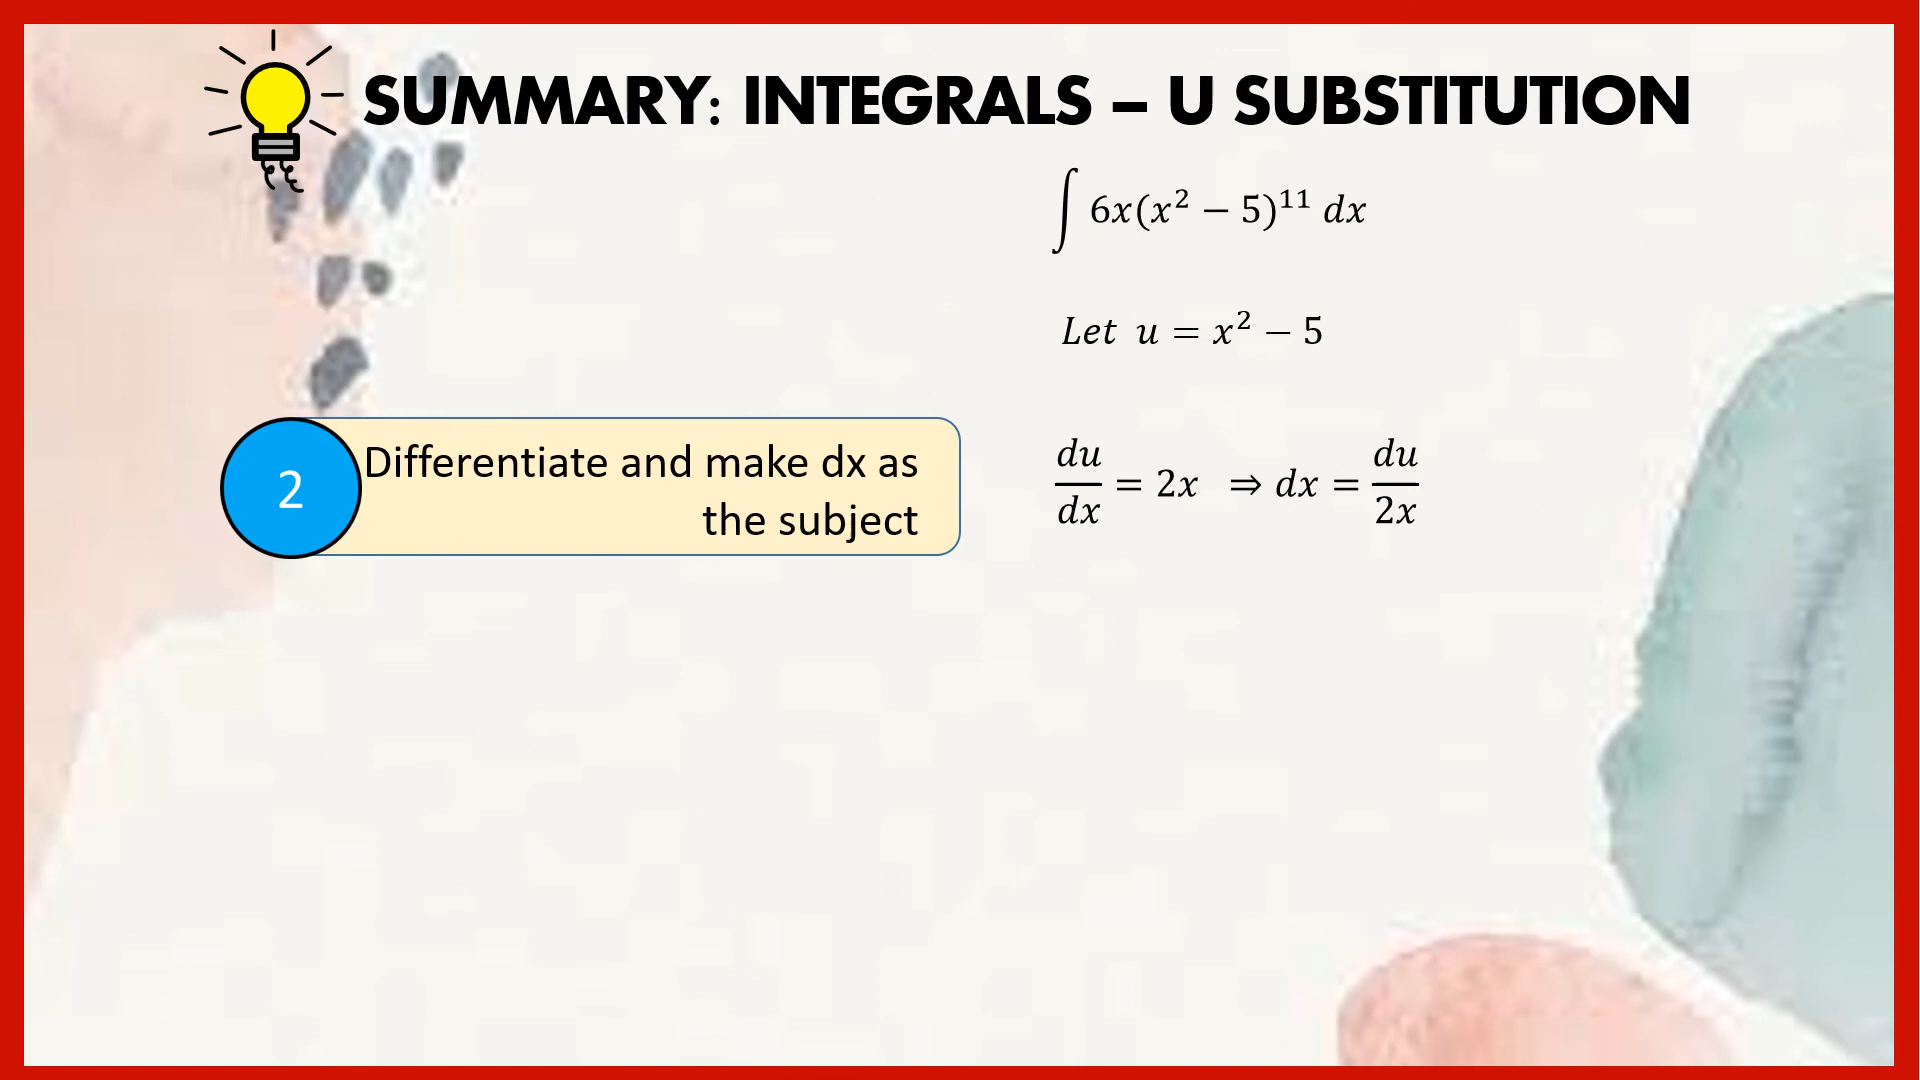 SUMMARY: INTEGRALS – U SUBSTITUTION
∫ 6x(x² − 5)¹¹ dx
Let u = x² − 5
2
Differentiate and make dx as
the subject
du/dx = 2x ⇒ dx = du/2x